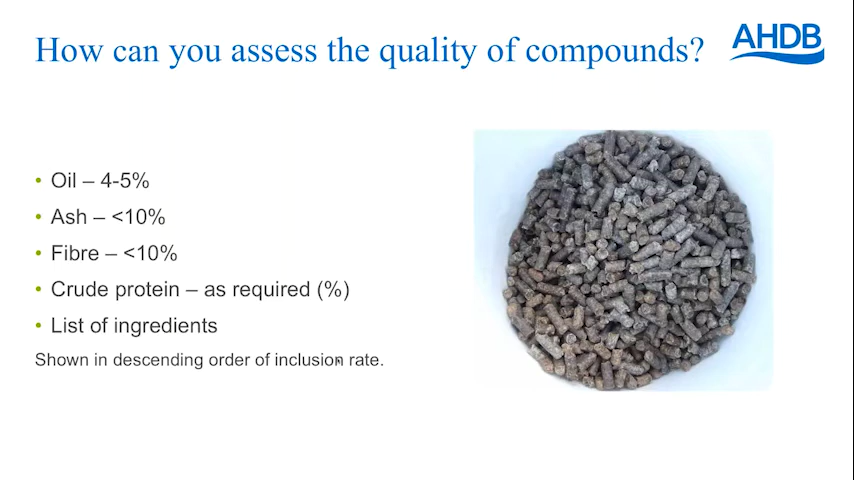 How can you assess the quality of compounds?
AHDB
• Oil – 4-5%
• Ash – <10%
• Fibre – <10%
• Crude protein – as required (%)
• List of ingredients
Shown in descending order of inclusion rate.